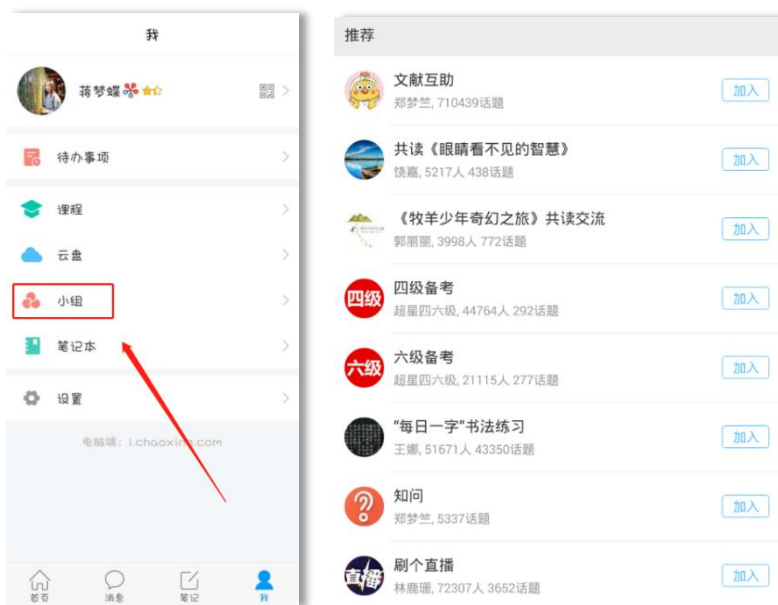 我
蒋梦蝶
待办事项
课程
云盘
小组
笔记本
设置
电脑端：i.chaoxing.com
首页
消息
笔记
我
推荐
文献互助
郑梦竺, 710439话题
加入
共读《眼睛看不见的智慧》
饶嘉, 5217人 438话题
加入
《牧羊少年奇幻之旅》共读交流
郭丽丽, 3998人 772话题
加入
四级
四级备考
超星四六级, 44764人 292话题
加入
六级
六级备考
超星四六级, 21115人 277话题
加入
“每日一字”书法练习
王娜, 51671人 43350话题
加入
知问
郑梦竺, 5337话题
加入
直播
刷个直播
林鹿珊, 72307人 3652话题
加入